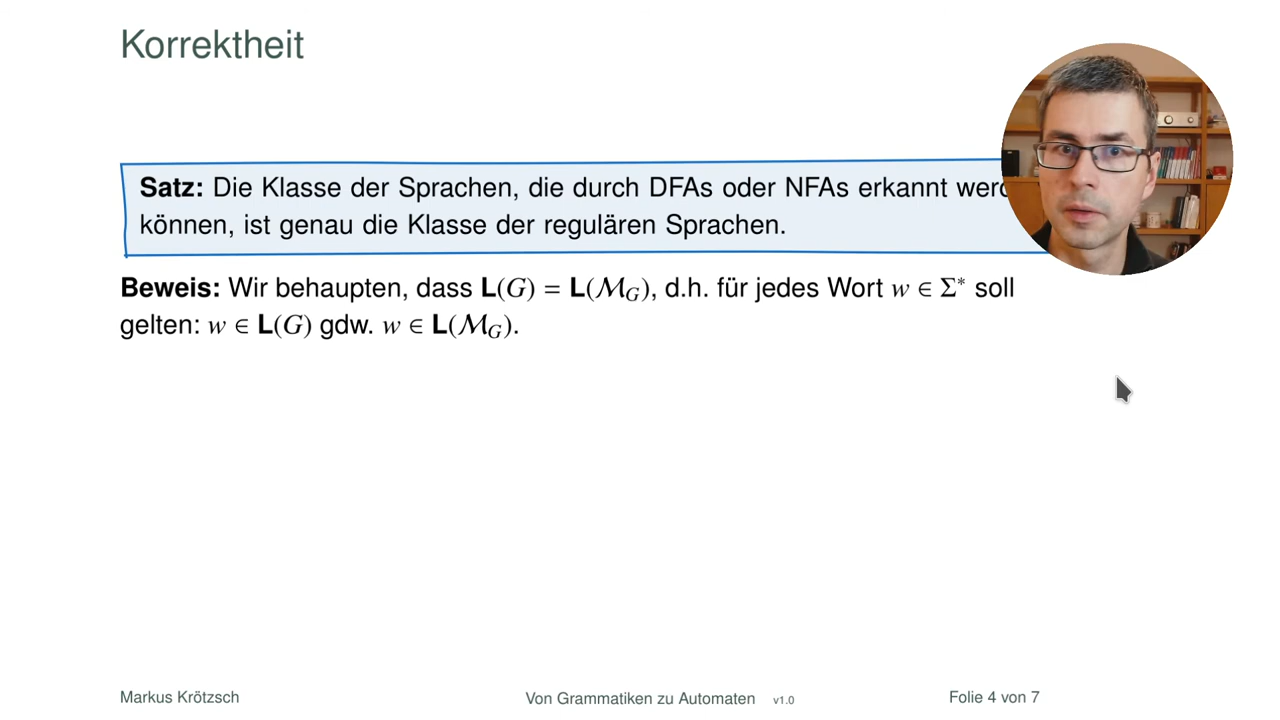 Korrektheit
Satz: Die Klasse der Sprachen, die durch DFAs oder NFAs erkannt
können, ist genau die Klasse der regulären Sprachen.
Beweis: Wir behaupten, dass L(G) = L(ℳ_G), d.h. für jedes Wort w ∈ Σ* soll
gelten: w ∈ L(G) gdw. w ∈ L(ℳ_G).
Markus Krötzsch
Von Grammatiken zu Automaten v1.0
Folie 4 von 7